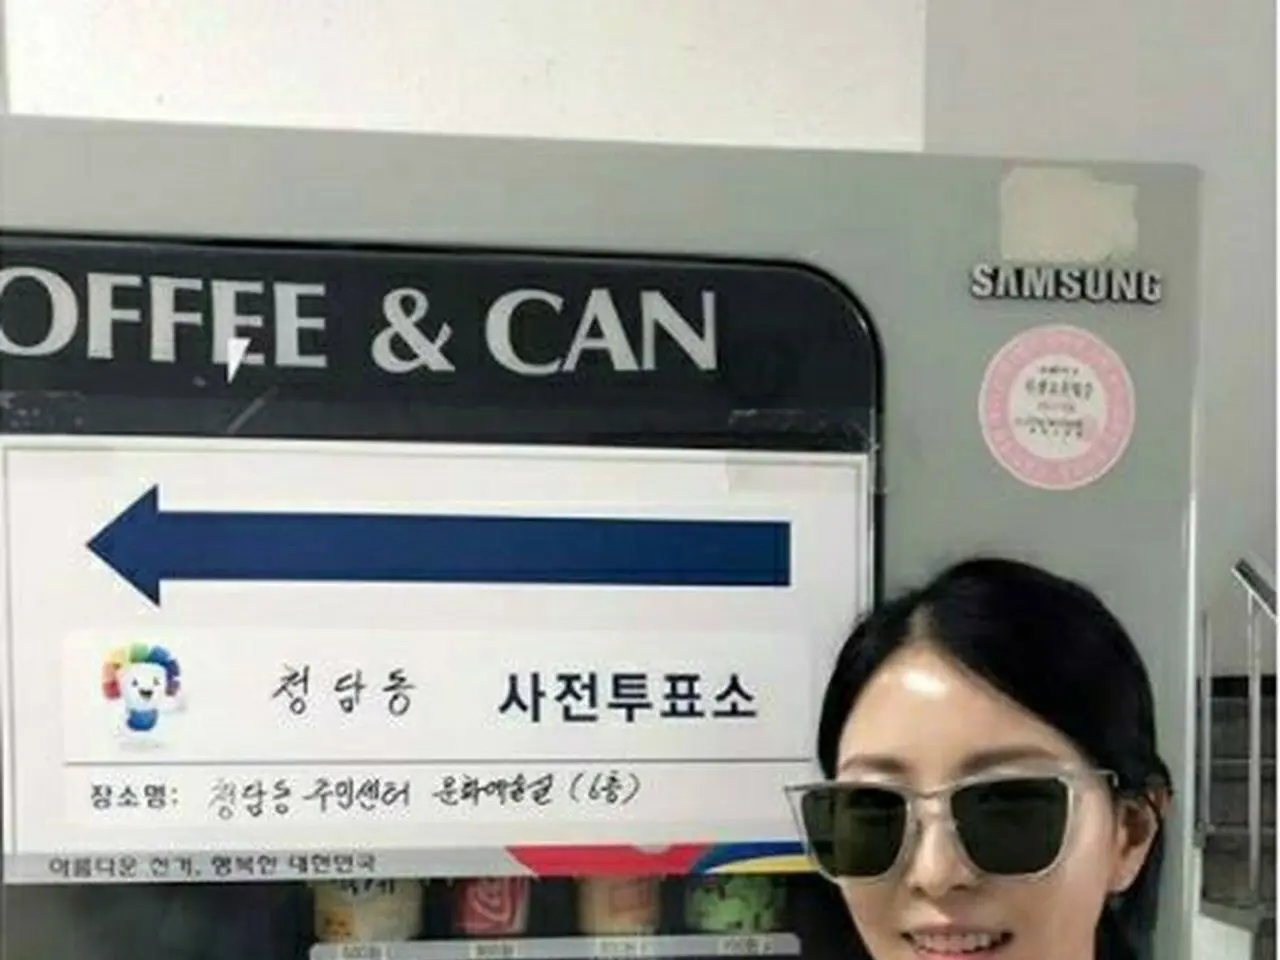 OFFEE & CAN
SAMSUNG
청담동 사전투표소
장소명: 청담동 주민센터 문화예술실 (6층)
아름다운 선거, 행복한 대한민국